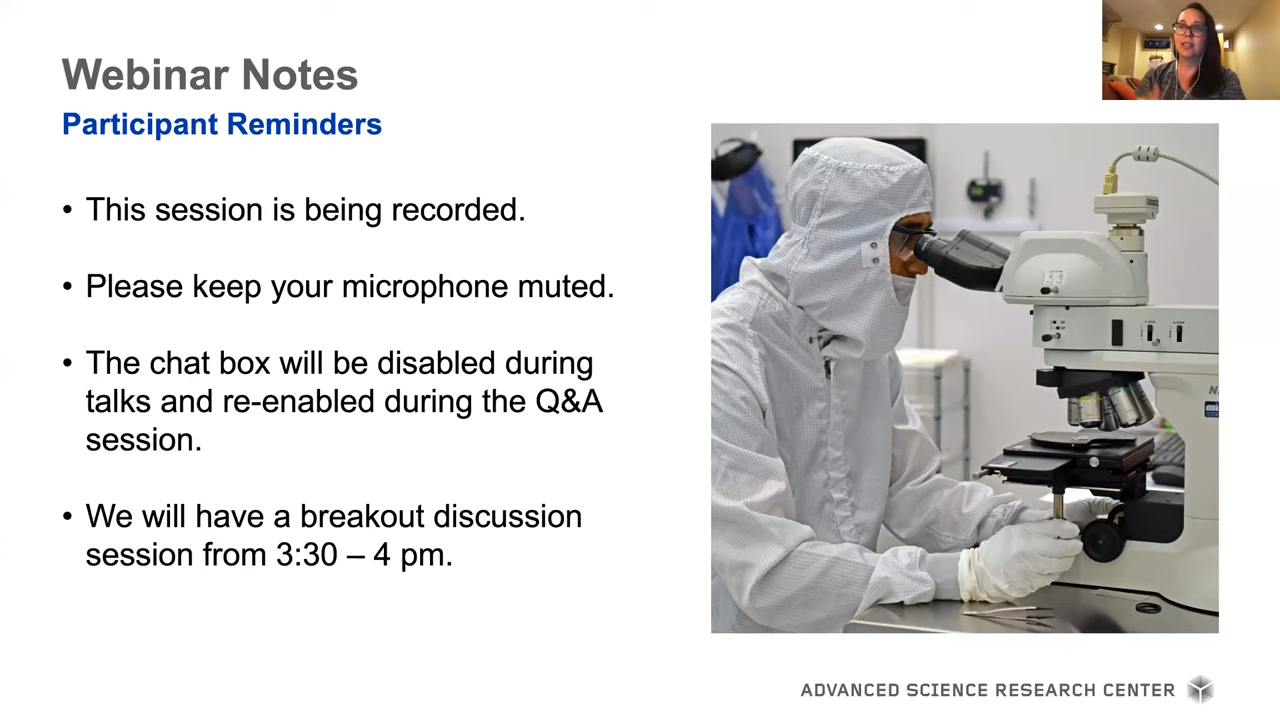 Webinar Notes
Participant Reminders
• This session is being recorded.
• Please keep your microphone muted.
• The chat box will be disabled during
talks and re-enabled during the Q&A
session.
• We will have a breakout discussion
session from 3:30 – 4 pm.
ADVANCED SCIENCE RESEARCH CENTER